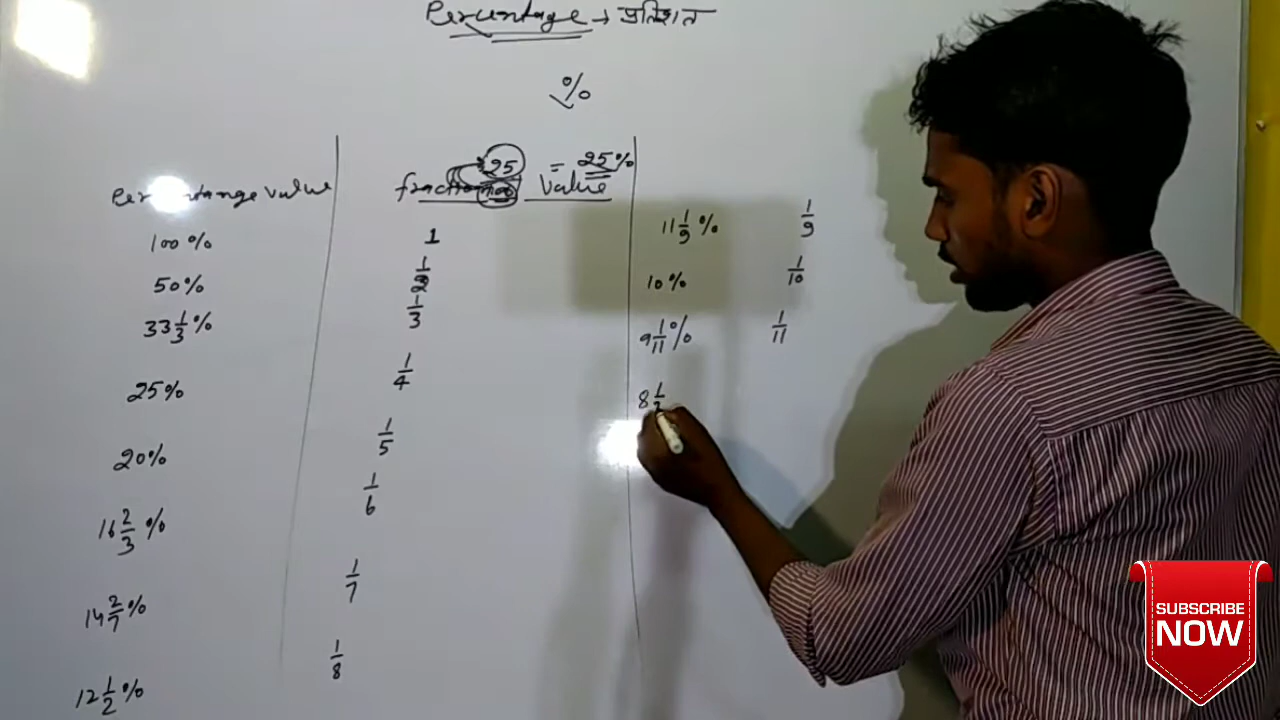 Percentage → प्रतिशत
%
25 = 25%
Percentange value fractional value
100% 1
50% 1/2
33 1/3 % 1/3
25% 1/4
20% 1/5
16 2/3 % 1/6
14 2/7 % 1/7
12 1/2 % 1/8
11 1/9 % 1/9
10% 1/10
9 1/11 % 1/11
8 1/
SUBSCRIBE
NOW